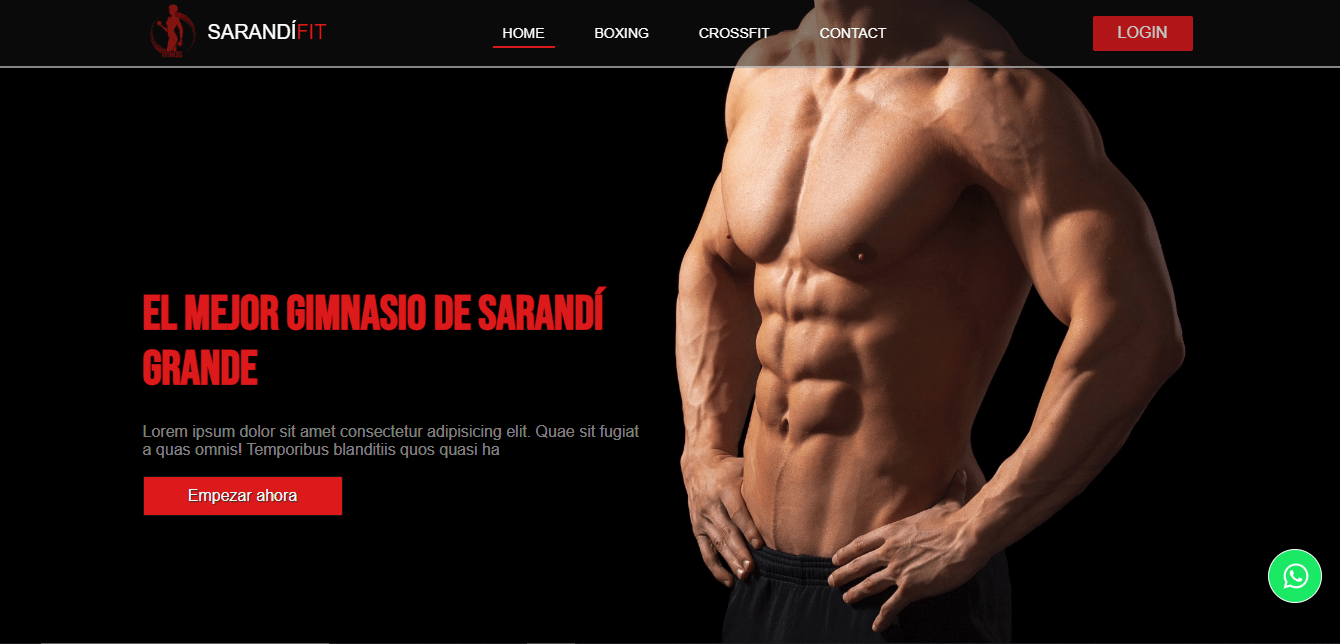 SARANDÍFIT
HOME BOXING CROSSFIT CONTACT
LOGIN
EL MEJOR GIMNASIO DE SARANDÍ
GRANDE
Lorem ipsum dolor sit amet consectetur adipisicing elit. Quae sit fugiat
a quas omnis! Temporibus blanditiis quos quasi ha
Empezar ahora